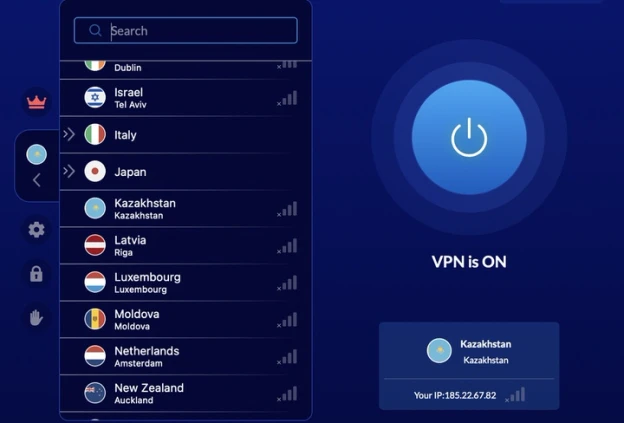 Search
Dublin
Israel
Tel Aviv
Italy
Japan
Kazakhstan
Kazakhstan
Latvia
Riga
Luxembourg
Luxembourg
Moldova
Moldova
Netherlands
Amsterdam
New Zealand
Auckland
VPN is ON
Kazakhstan
Kazakhstan
Your IP:185.22.67.82